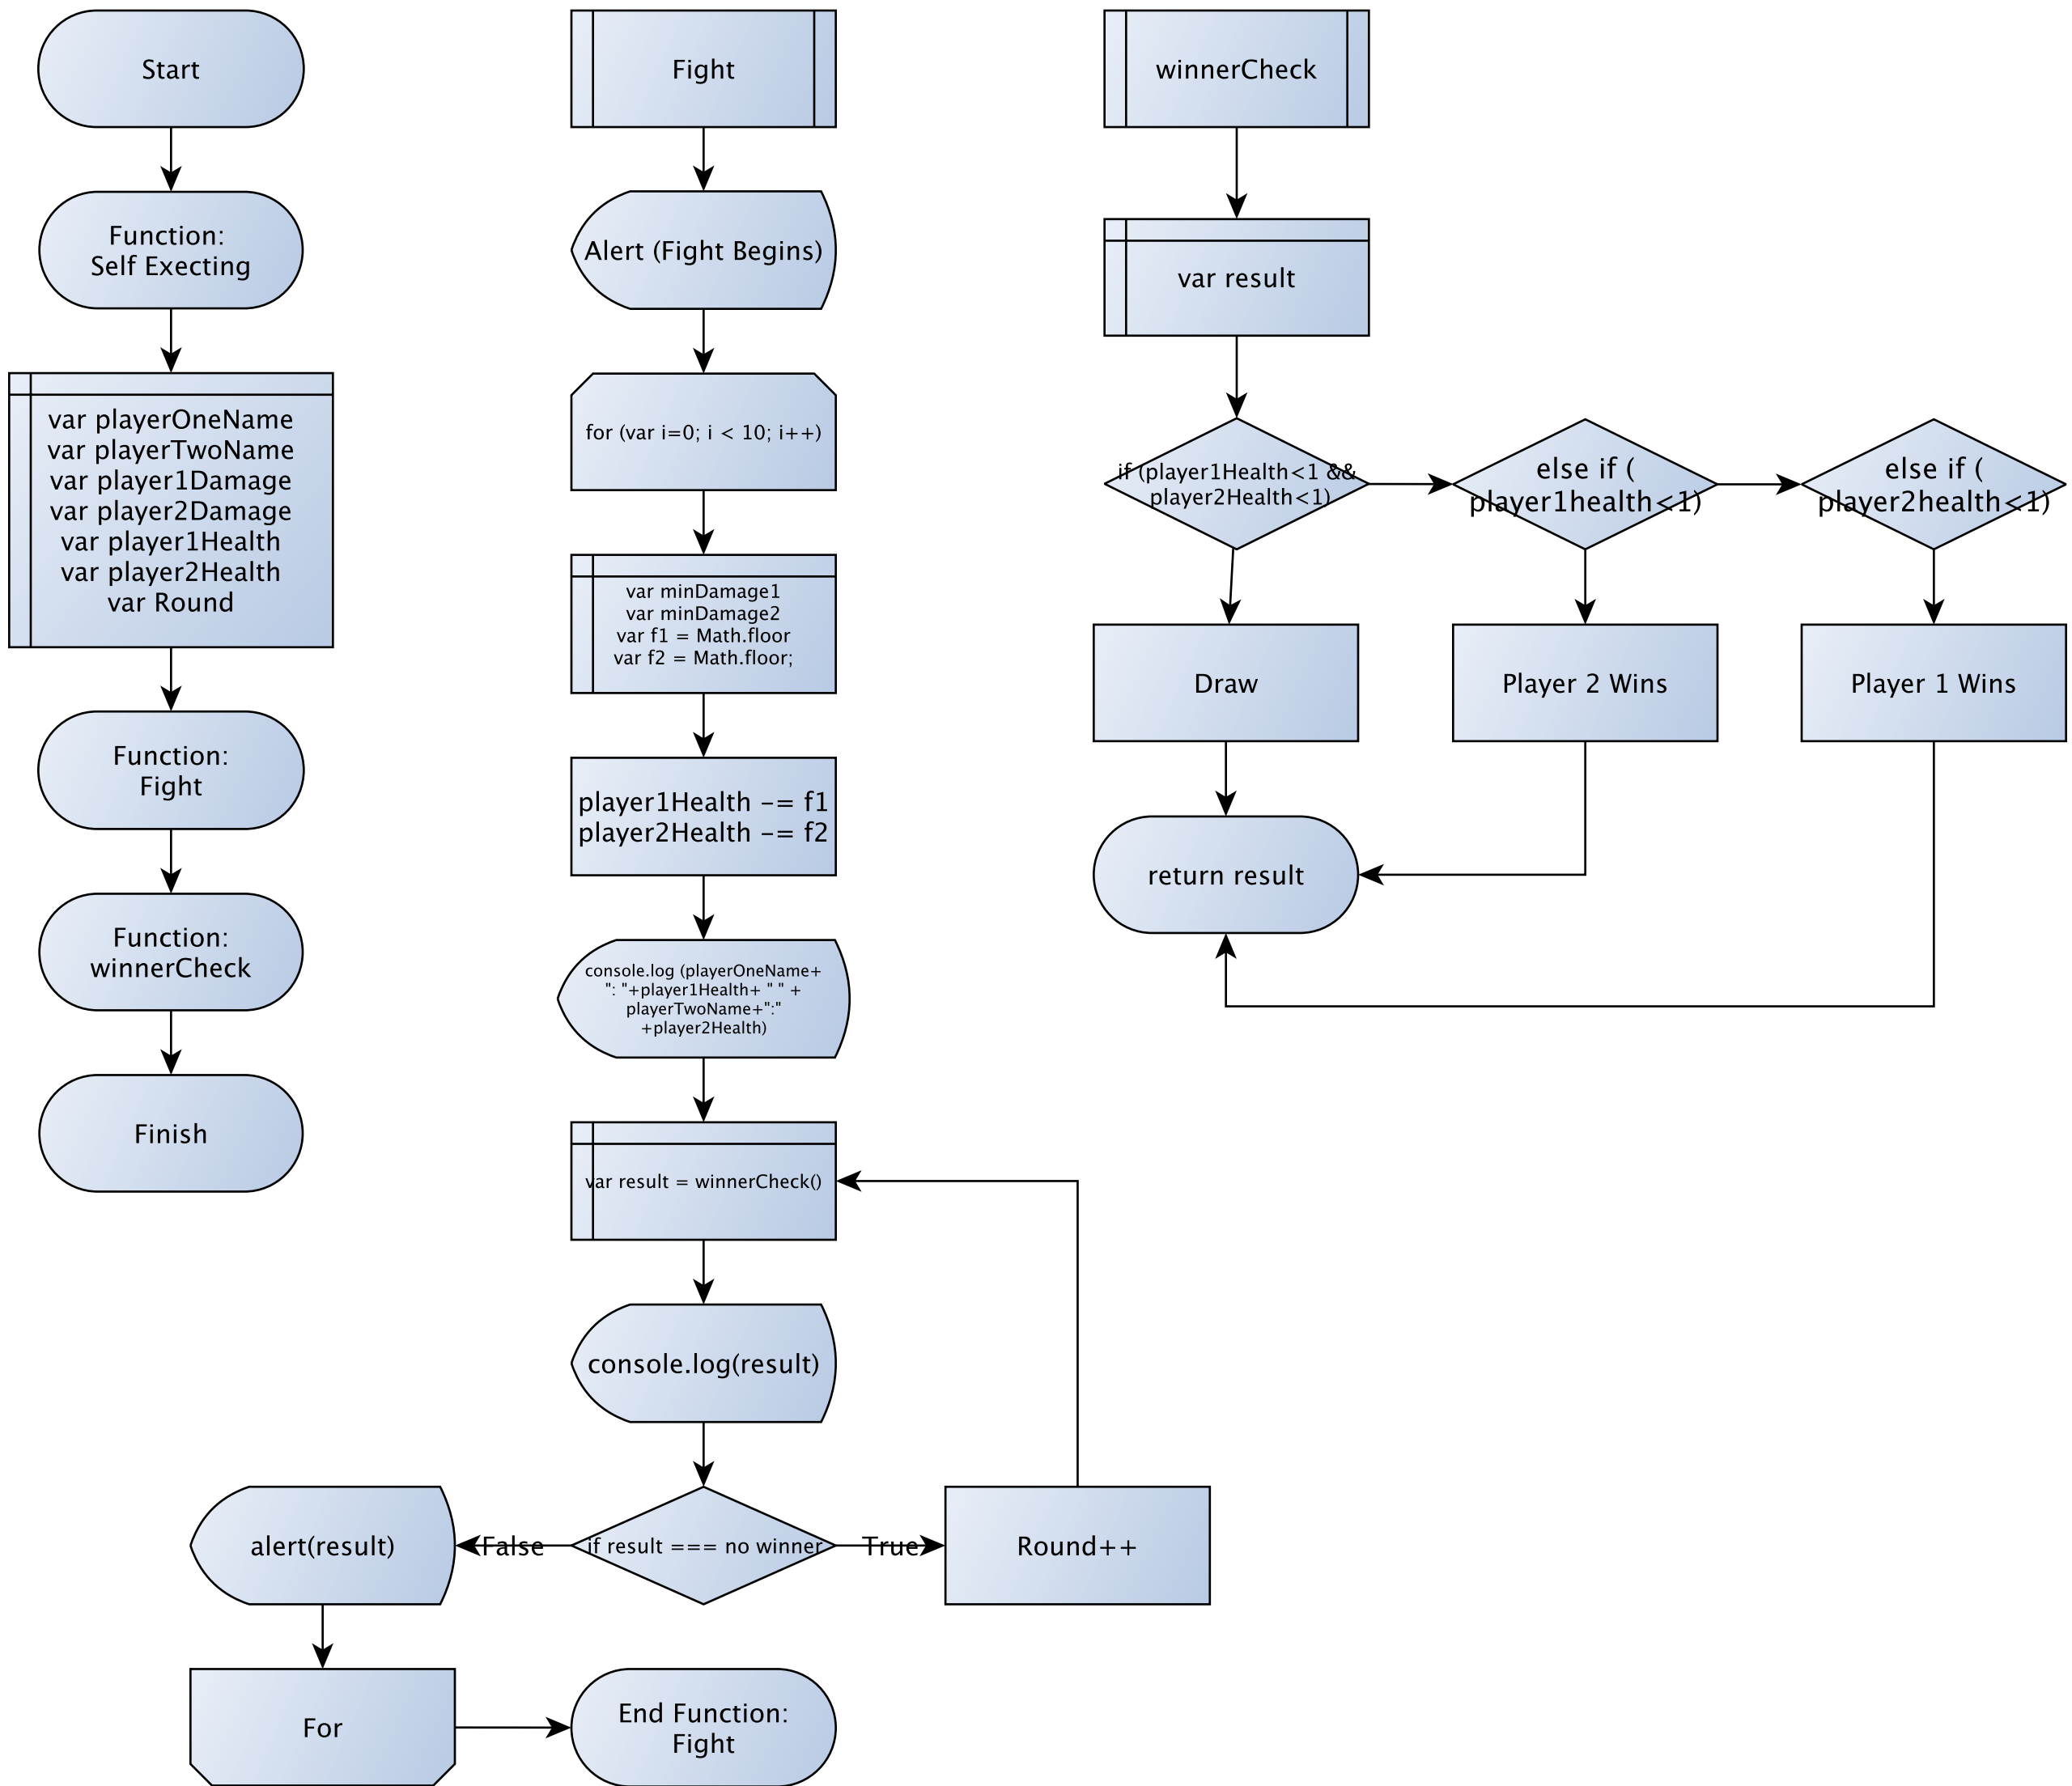 Start
Function:
Self Execting
var playerOneName
var playerTwoName
var player1Damage
var player2Damage
var player1Health
var player2Health
var Round
Function:
Fight
Function:
winnerCheck
Finish
Fight
Alert (Fight Begins)
for (var i=0; i < 10; i++)
var minDamage1
var minDamage2
var f1 = Math.floor
var f2 = Math.floor;
player1Health -= f1
player2Health -= f2
console.log (playerOneName+
": "+player1Health+ " " +
playerTwoName+":"
+player2Health)
var result = winnerCheck()
console.log(result)
if result === no winner
False
True
alert(result)
Round++
For
End Function:
Fight
winnerCheck
var result
if (player1Health<1 &&
player2Health<1)
else if (
player1health<1)
else if (
player2health<1)
Draw
Player 2 Wins
Player 1 Wins
return result